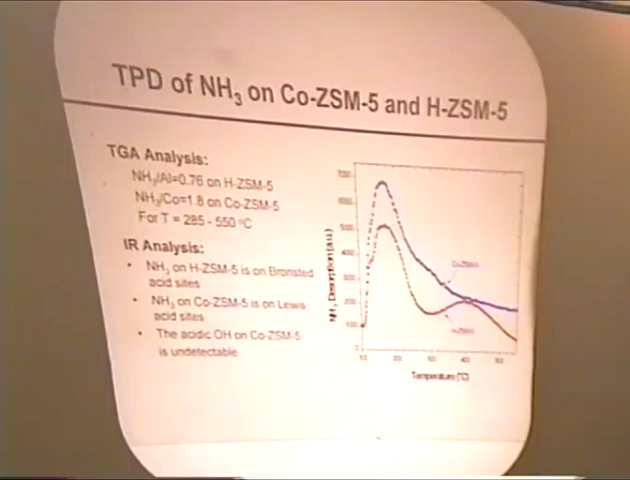 TPD of NH3 on Co-ZSM-5 and H-ZSM-5
TGA Analysis:
NH3/Al=0.76 on H-ZSM-5
NH3/Co=1.8 on Co-ZSM-5
For T = 285 - 550 °C
IR Analysis:
• NH3 on H-ZSM-5 is on Bronsted
acid sites
• NH3 on Co-ZSM-5 is on Lewis
acid sites
• The acidic OH on Co-ZSM-5
is undetectable
NH3 Desorption (a.u.)
Co-ZSM-5
H-ZSM-5
Temperature (°C)